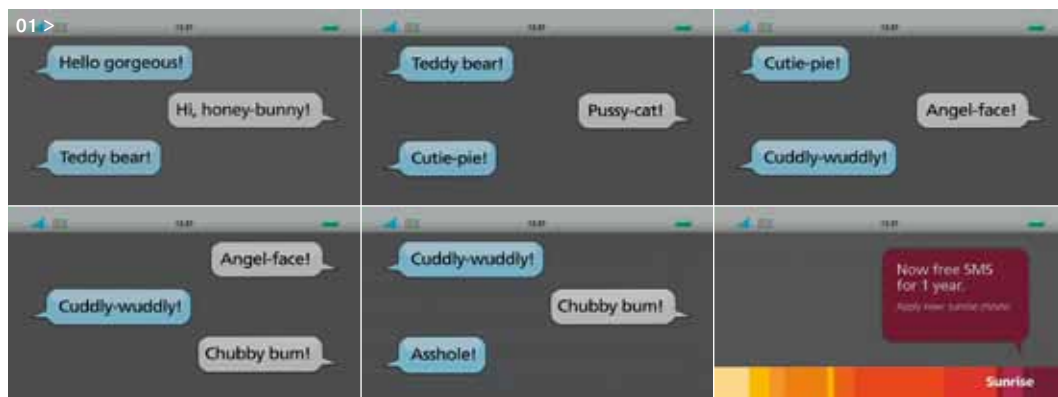 01 >
Hello gorgeous!
Hi, honey-bunny!
Teddy bear!
Teddy bear!
Pussy-cat!
Cutie-pie!
Cutie-pie!
Angel-face!
Cuddly-wuddly!
Angel-face!
Cuddly-wuddly!
Chubby bum!
Cuddly-wuddly!
Chubby bum!
Asshole!
Now free SMS
for 1 year.
Sunrise